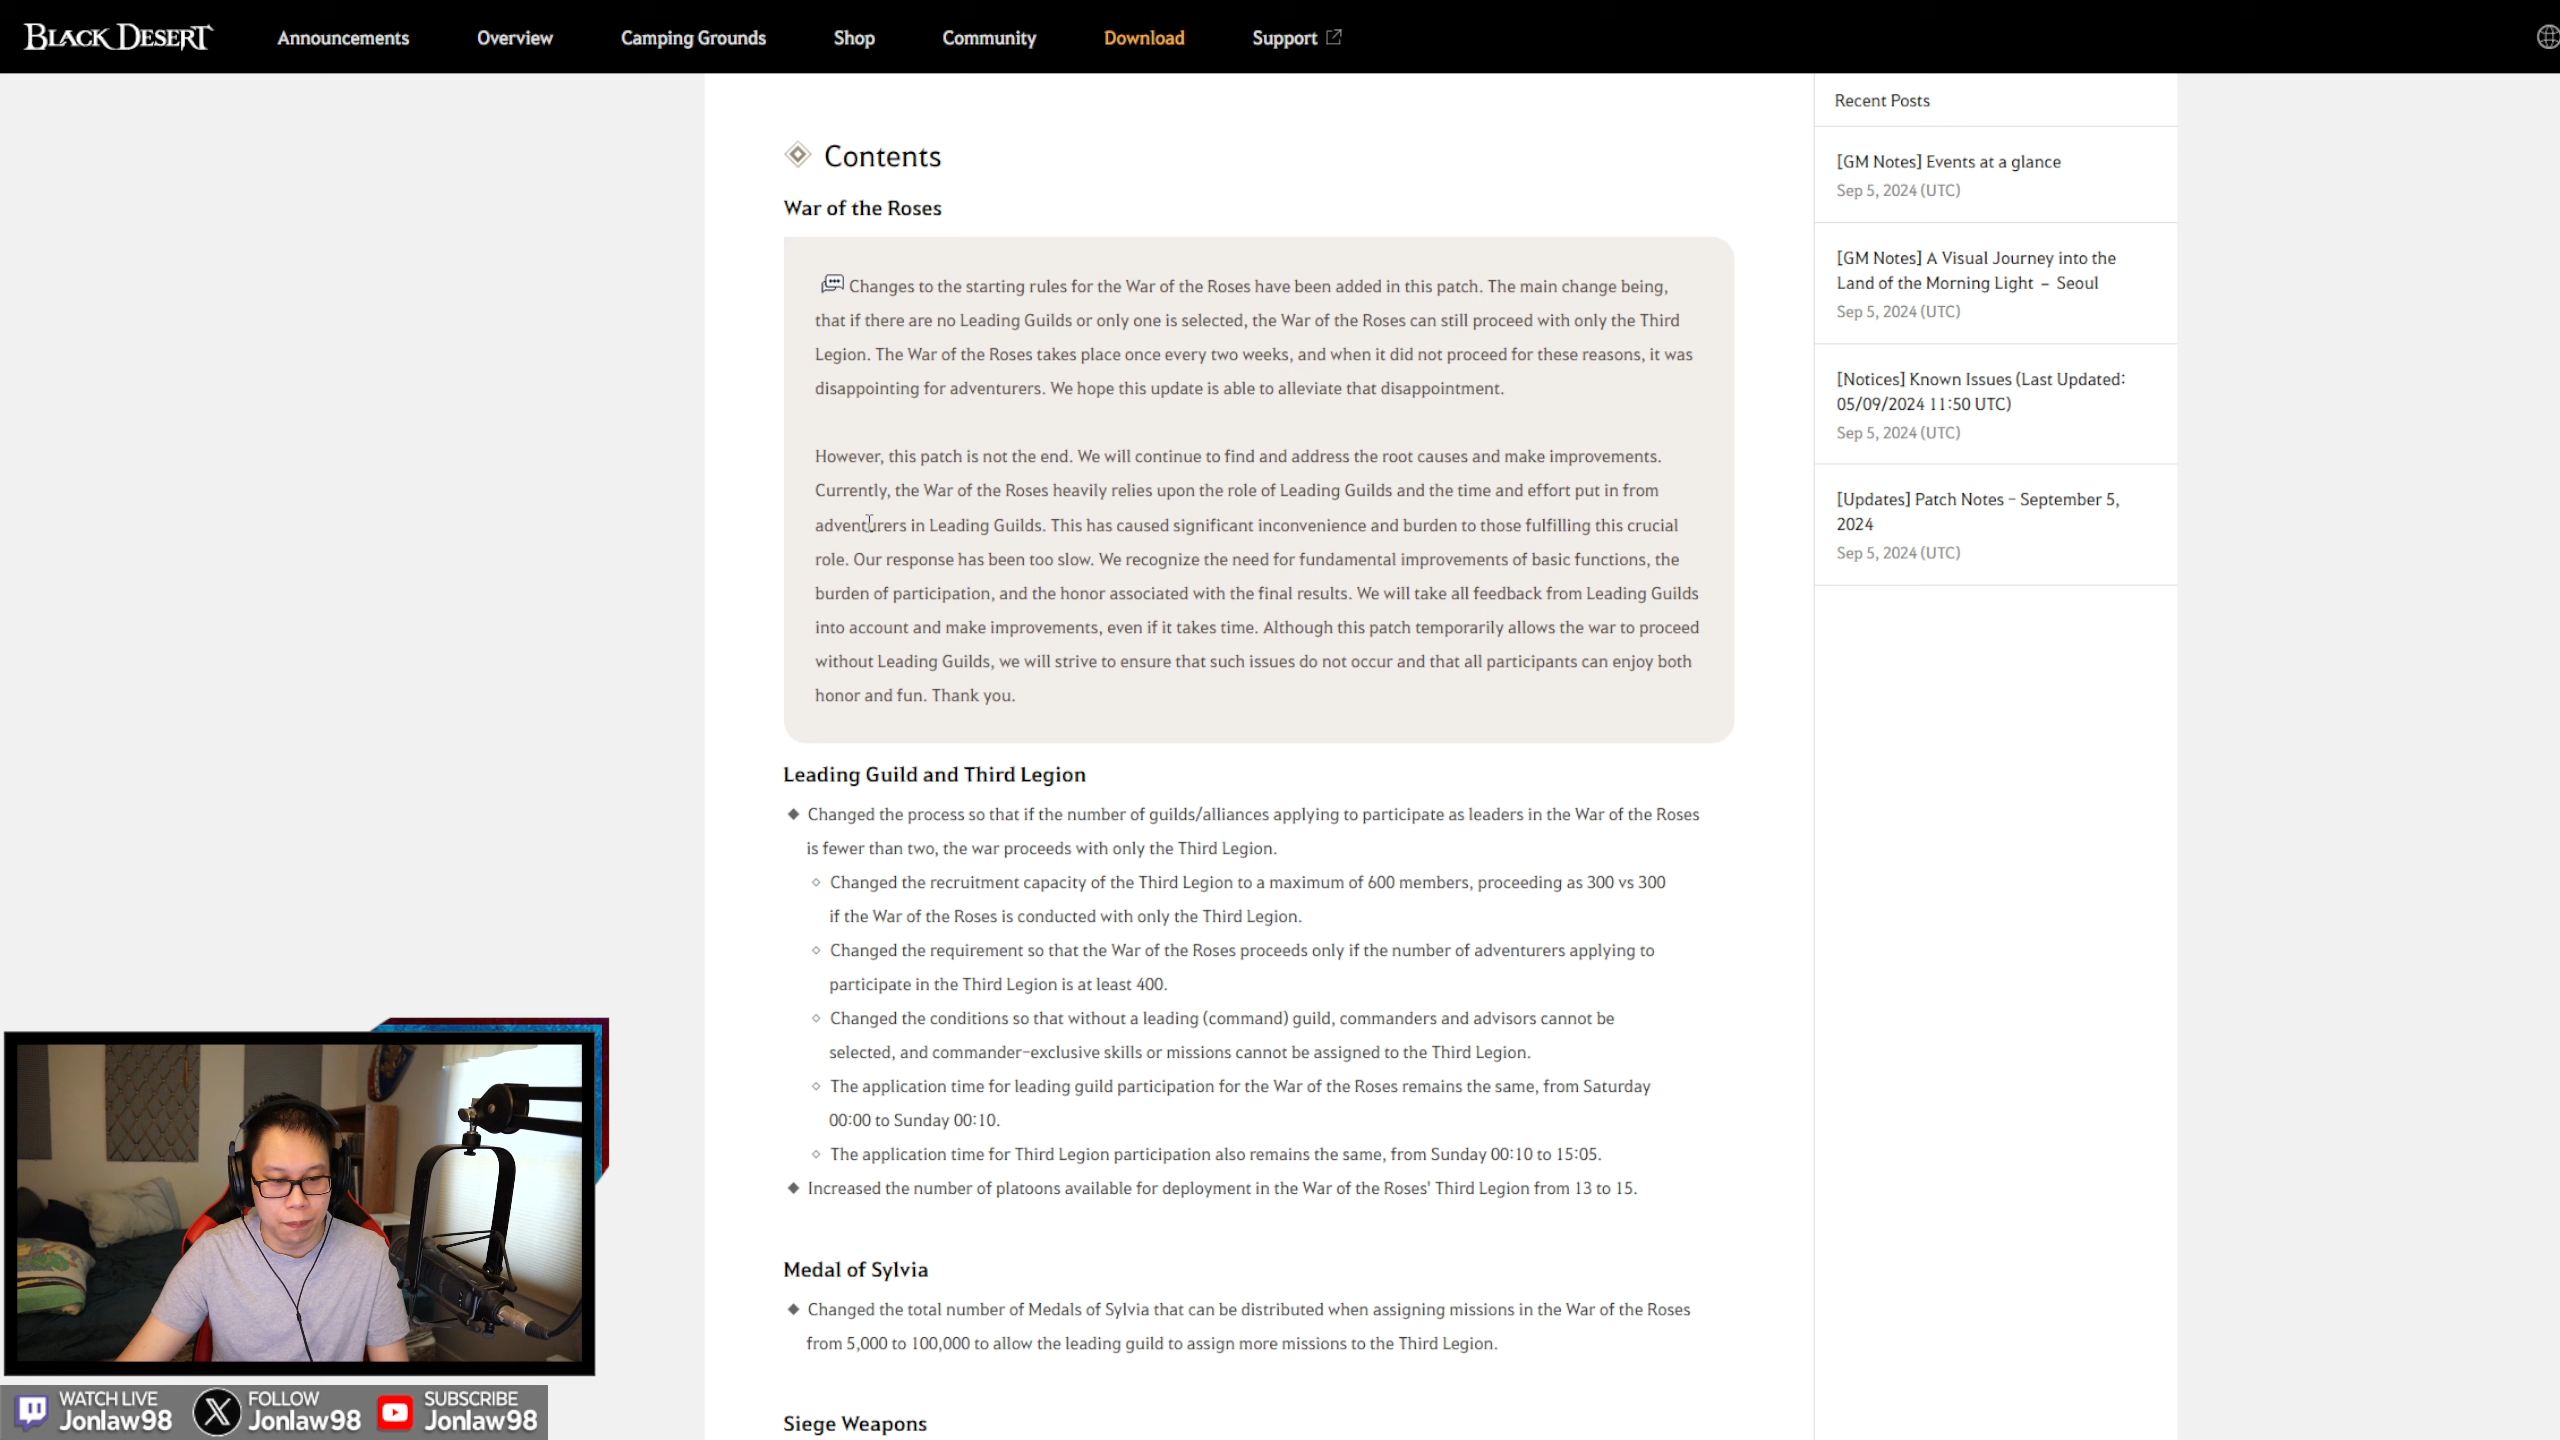 BLACK DESERT
Announcements
Overview
Camping Grounds
Shop
Community
Download
Support
Contents
War of the Roses
Changes to the starting rules for the War of the Roses have been added in this patch. The main change being,
that if there are no Leading Guilds or only one is selected, the War of the Roses can still proceed with only the Third
Legion. The War of the Roses takes place once every two weeks, and when it did not proceed for these reasons, it was
disappointing for adventurers. We hope this update is able to alleviate that disappointment.
However, this patch is not the end. We will continue to find and address the root causes and make improvements.
Currently, the War of the Roses heavily relies upon the role of Leading Guilds and the time and effort put in from
adventurers in Leading Guilds. This has caused significant inconvenience and burden to those fulfilling this crucial
role. Our response has been too slow. We recognize the need for fundamental improvements of basic functions, the
burden of participation, and the honor associated with the final results. We will take all feedback from Leading Guilds
into account and make improvements, even if it takes time. Although this patch temporarily allows the war to proceed
without Leading Guilds, we will strive to ensure that such issues do not occur and that all participants can enjoy both
honor and fun. Thank you.
Leading Guild and Third Legion
Changed the process so that if the number of guilds/alliances applying to participate as leaders in the War of the Roses
is fewer than two, the war proceeds with only the Third Legion.
Changed the recruitment capacity of the Third Legion to a maximum of 600 members, proceeding as 300 vs 300
if the War of the Roses is conducted with only the Third Legion.
Changed the requirement so that the War of the Roses proceeds only if the number of adventurers applying to
participate in the Third Legion is at least 400.
Changed the conditions so that without a leading (command) guild, commanders and advisors cannot be
selected, and commander-exclusive skills or missions cannot be assigned to the Third Legion.
The application time for leading guild participation for the War of the Roses remains the same, from Saturday
00:00 to Sunday 00:10.
The application time for Third Legion participation also remains the same, from Sunday 00:10 to 15:05.
Increased the number of platoons available for deployment in the War of the Roses' Third Legion from 13 to 15.
Medal of Sylvia
Changed the total number of Medals of Sylvia that can be distributed when assigning missions in the War of the Roses
from 5,000 to 100,000 to allow the leading guild to assign more missions to the Third Legion.
Siege Weapons
Recent Posts
[GM Notes] Events at a glance
Sep 5, 2024 (UTC)
[GM Notes] A Visual Journey into the
Land of the Morning Light - Seoul
Sep 5, 2024 (UTC)
[Notices] Known Issues (Last Updated:
05/09/2024 11:50 UTC)
Sep 5, 2024 (UTC)
[Updates] Patch Notes - September 5,
2024
Sep 5, 2024 (UTC)
WATCH LIVE
Jonlaw98
FOLLOW
Jonlaw98
SUBSCRIBE
Jonlaw98